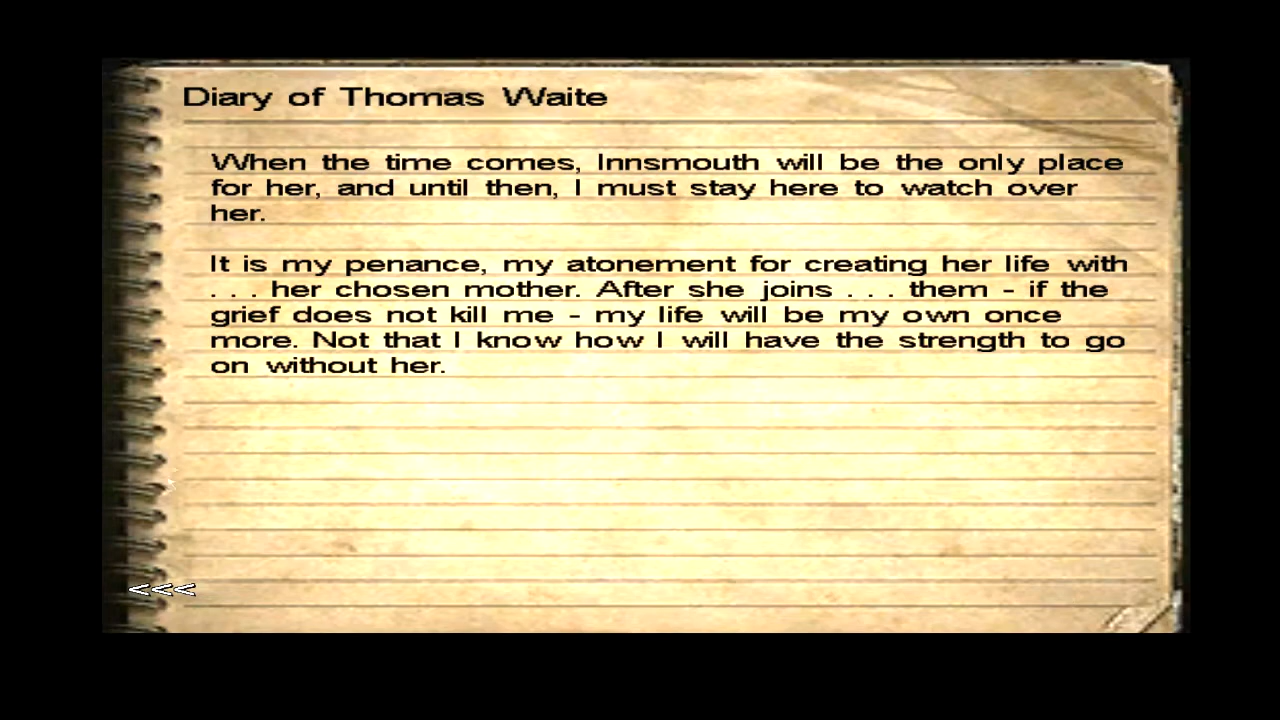 Diary of Thomas Waite
When the time comes, Innsmouth will be the only place
for her, and until then, I must stay here to watch over
her.
It is my penance, my atonement for creating her life with
. . . her chosen mother. After she joins . . . them - if the
grief does not kill me - my life will be my own once
more. Not that I know how I will have the strength to go
on without her.
<<<